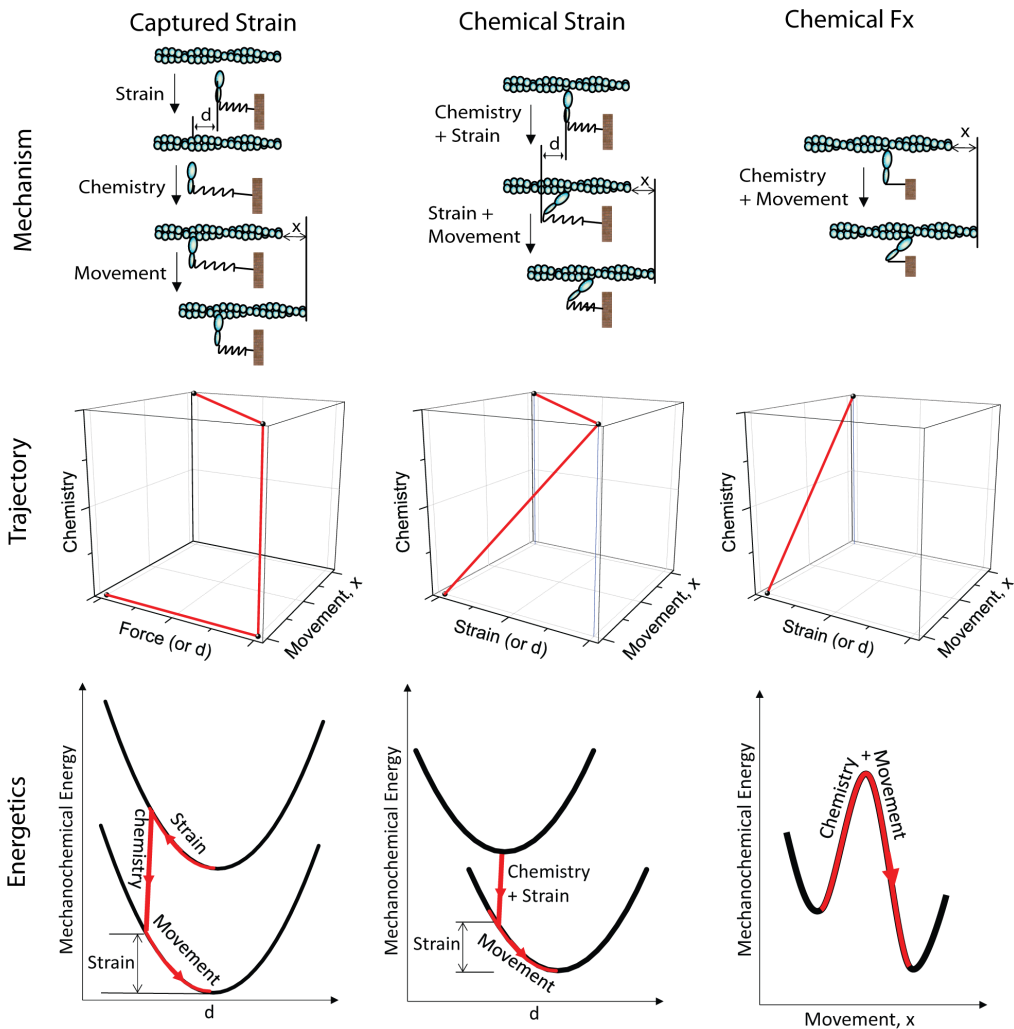 Captured Strain
Chemical Strain
Chemical Fx
Mechanism
Strain
d
Chemistry
x
Movement
Chemistry
+ Strain
d
x
Strain +
Movement
x
Chemistry
+ Movement
Trajectory
Chemistry
Force (or d)
Movement, x
Chemistry
Strain (or d)
Movement, x
Chemistry
Strain (or d)
Movement, x
Energetics
Mechanochemical Energy
chemistry
Strain
Movement
Strain
d
Mechanochemical Energy
Chemistry
+ Strain
Strain
Movement
d
Mechanochemical Energy
Chemistry + Movement
Movement, x